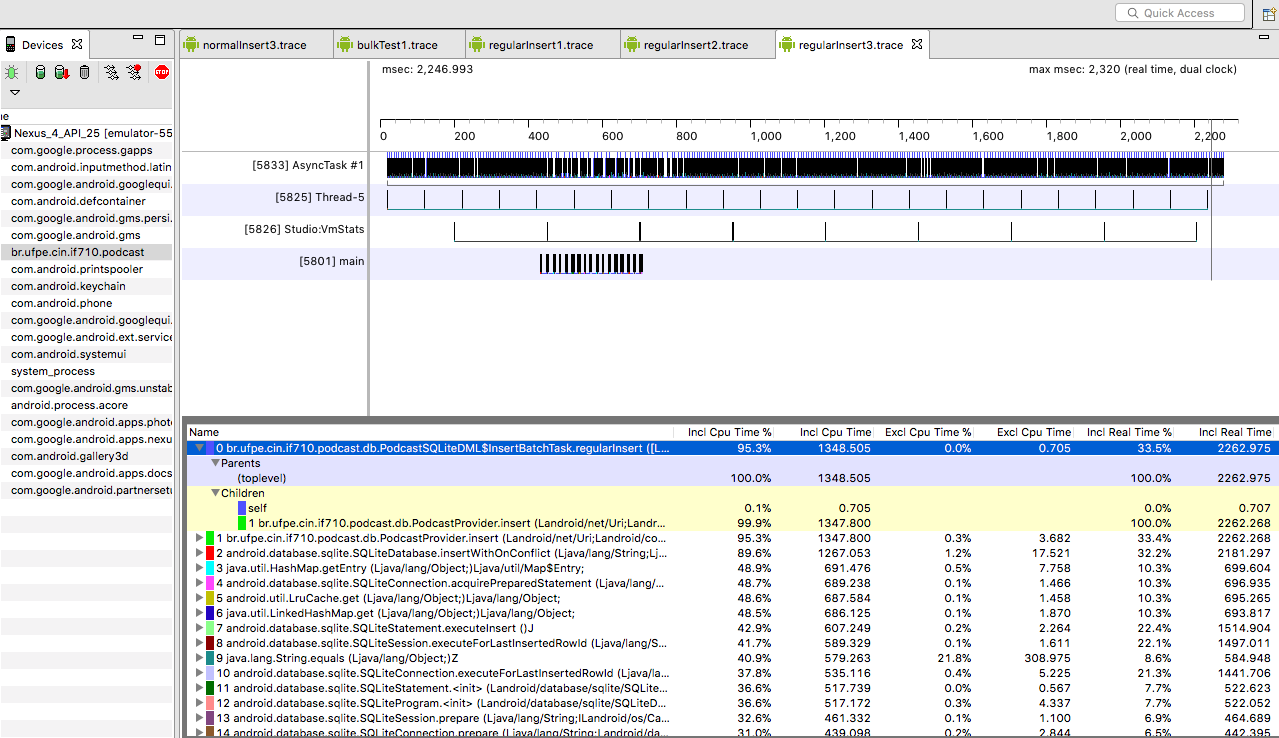 Quick Access
Devices
normalInsert3.trace
bulkTest1.trace
regularInsert1.trace
regularInsert2.trace
regularInsert3.trace
STOP
ne
Nexus_4_API_25 [emulator-55
com.google.process.gapps
com.android.inputmethod.latin
com.google.android.googlequi.
com.android.defcontainer
com.google.android.gms.persi.
com.google.android.gms
br.ufpe.cin.if710.podcast
com.android.printspooler
com.android.keychain
com.android.phone
com.google.android.googlequi.
com.google.android.ext.service
com.android.systemui
system_process
com.google.android.gms.unstab
android.process.acore
com.google.android.apps.photo
com.google.android.apps.nexu
com.android.gallery3d
com.google.android.apps.docs
com.google.android.partnersetu
msec: 2,246.993 max msec: 2,320 (real time, dual clock)
0 200 400 600 800 1,000 1,200 1,400 1,600 1,800 2,000 2,200
[5833] AsyncTask #1
[5825] Thread-5
[5826] Studio:VmStats
[5801] main
Name Incl Cpu Time % Incl Cpu Time Excl Cpu Time % Excl Cpu Time Incl Real Time % Incl Real Time
0 br.ufpe.cin.if710.podcast.db.PodcastSQLiteDML$InsertBatchTask.regularInsert ([L... 95.3% 1348.505 0.0% 0.705 33.5% 2262.975
Parents
(toplevel) 100.0% 1348.505 100.0% 2262.975
Children
self 0.1% 0.705 0.0% 0.707
1 br.ufpe.cin.if710.podcast.db.PodcastProvider.insert (Landroid/net/Uri;Landr... 99.9% 1347.800 100.0% 2262.268
1 br.ufpe.cin.if710.podcast.db.PodcastProvider.insert (Landroid/net/Uri;Landroid/co... 95.3% 1347.800 0.3% 3.682 33.4% 2262.268
2 android.database.sqlite.SQLiteDatabase.insertWithOnConflict (Ljava/lang/String;Lj... 89.6% 1267.053 1.2% 17.521 32.2% 2181.297
3 java.util.HashMap.getEntry (Ljava/lang/Object;)Ljava/util/Map$Entry; 48.9% 691.476 0.5% 7.758 10.3% 699.604
4 android.database.sqlite.SQLiteConnection.acquirePreparedStatement (Ljava/lang/... 48.7% 689.238 0.1% 1.466 10.3% 696.935
5 android.util.LruCache.get (Ljava/lang/Object;)Ljava/lang/Object; 48.6% 687.584 0.1% 1.458 10.3% 695.265
6 java.util.LinkedHashMap.get (Ljava/lang/Object;)Ljava/lang/Object; 48.5% 686.125 0.1% 1.870 10.3% 693.817
7 android.database.sqlite.SQLiteStatement.executeInsert ()J 42.9% 607.249 0.2% 2.264 22.4% 1514.904
8 android.database.sqlite.SQLiteSession.executeForLastInsertedRowId (Ljava/lang/S... 41.7% 589.329 0.1% 1.611 22.1% 1497.011
9 java.lang.String.equals (Ljava/lang/Object;)Z 40.9% 579.263 21.8% 308.975 8.6% 584.948
10 android.database.sqlite.SQLiteConnection.executeForLastInsertedRowId (Ljava/la... 37.8% 535.116 0.4% 5.225 21.3% 1441.706
11 android.database.sqlite.SQLiteStatement.<init> (Landroid/database/sqlite/SQLite... 36.6% 517.739 0.0% 0.567 7.7% 522.623
12 android.database.sqlite.SQLiteProgram.<init> (Landroid/database/sqlite/SQLiteD... 36.6% 517.172 0.3% 4.337 7.7% 522.052
13 android.database.sqlite.SQLiteSession.prepare (Ljava/lang/String;ILandroid/os/Ca... 32.6% 461.332 0.1% 1.100 6.9% 464.689
14 android.database.sqlite.SQLiteConnection.prepare (Ljava/lang/String;Landroid/da... 31.0% 439.098 0.2% 2.844 6.5% 442.395